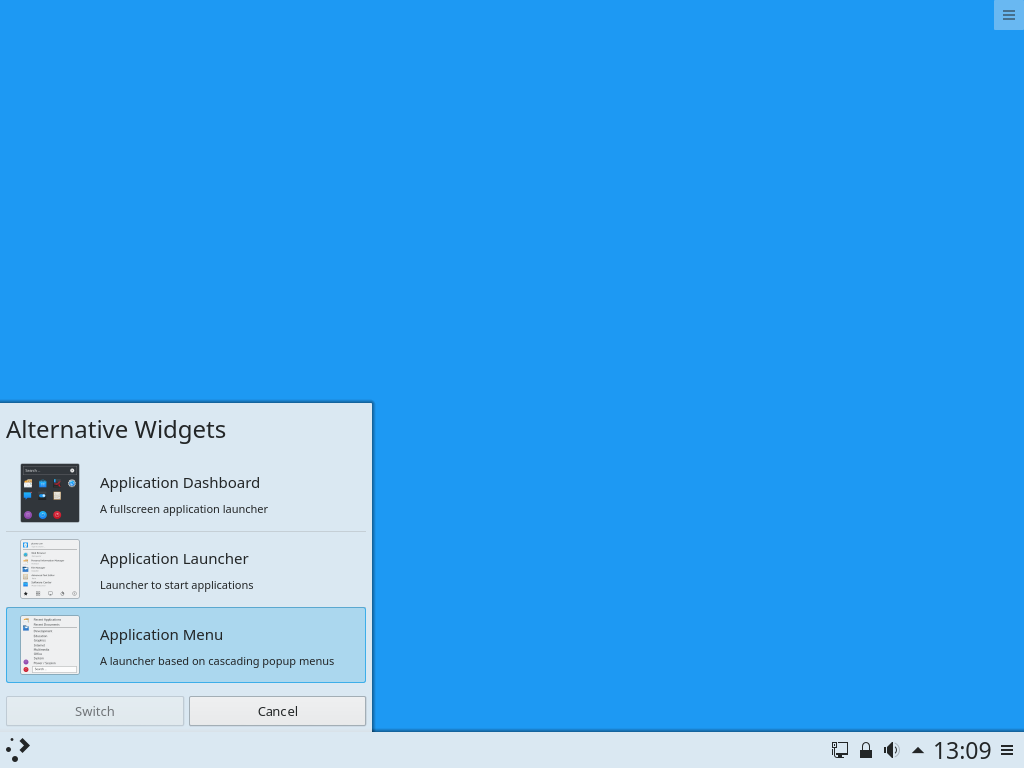 Alternative Widgets
Application Dashboard
A fullscreen application launcher
Application Launcher
Launcher to start applications
Application Menu
A launcher based on cascading popup menus
Switch
Cancel
13:09